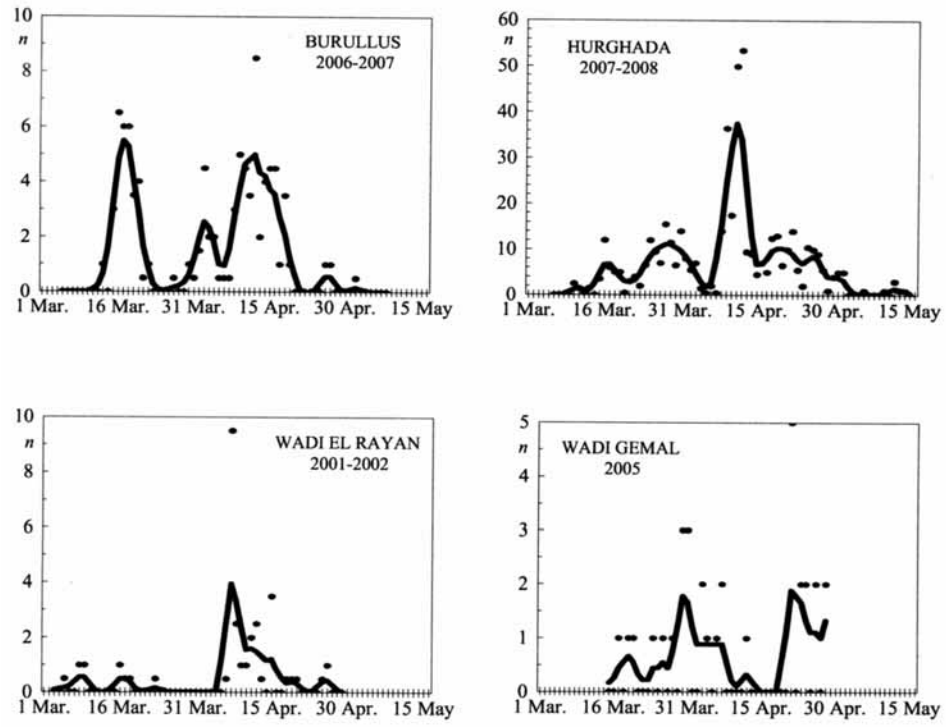 10
n
BURULLUS
2006-2007
8
6
4
2
0
1 Mar. 16 Mar. 31 Mar. 15 Apr. 30 Apr. 15 May
60
n
HURGHADA
2007-2008
50
40
30
20
10
0
1 Mar. 16 Mar. 31 Mar. 15 Apr. 30 Apr. 15 May
10
n
WADI EL RAYAN
2001-2002
8
6
4
2
0
1 Mar. 16 Mar. 31 Mar. 15 Apr. 30 Apr. 15 May
5
n
WADI GEMAL
2005
4
3
2
1
0
1 Mar. 16 Mar. 31 Mar. 15 Apr. 30 Apr. 15 May